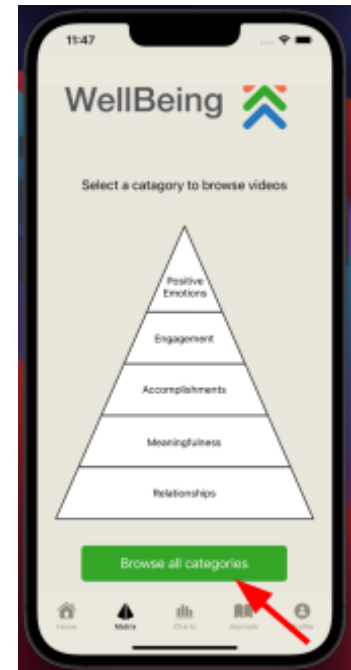 11:47
WellBeing
Select a catagory to browse videos
Positive
Emotions
Engagement
Accomplishments
Meaningfulness
Relationships
Browse all categories
Home
Matrix
Charts
Journals